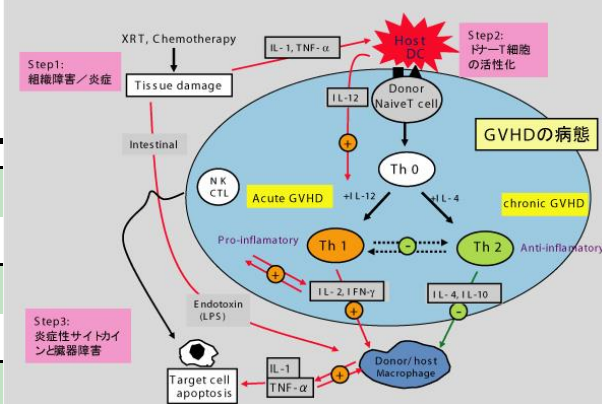 XRT, Chemotherapy
Step1:
組織障害／炎症
Tissue damage
IL-1, TNF-α
Host
DC
Step2:
ドナーT細胞
の活性化
IL-12
Donor
NaiveT cell
Intestinal
+
GVHDの病態
Th 0
NK
CTL
Acute GVHD
+IL-12
+IL-4
chronic GVHD
Pro-inflamatory
Th 1
-
Th 2
Anti-inflamatory
+
IL-2, IFN-γ
IL-4, IL-10
Endotoxin
(LPS)
+
-
Step3:
炎症性サイトカイ
ンと臓器障害
Donor/host
Macrophage
Target cell
apoptosis
IL-1
TNF-α
+